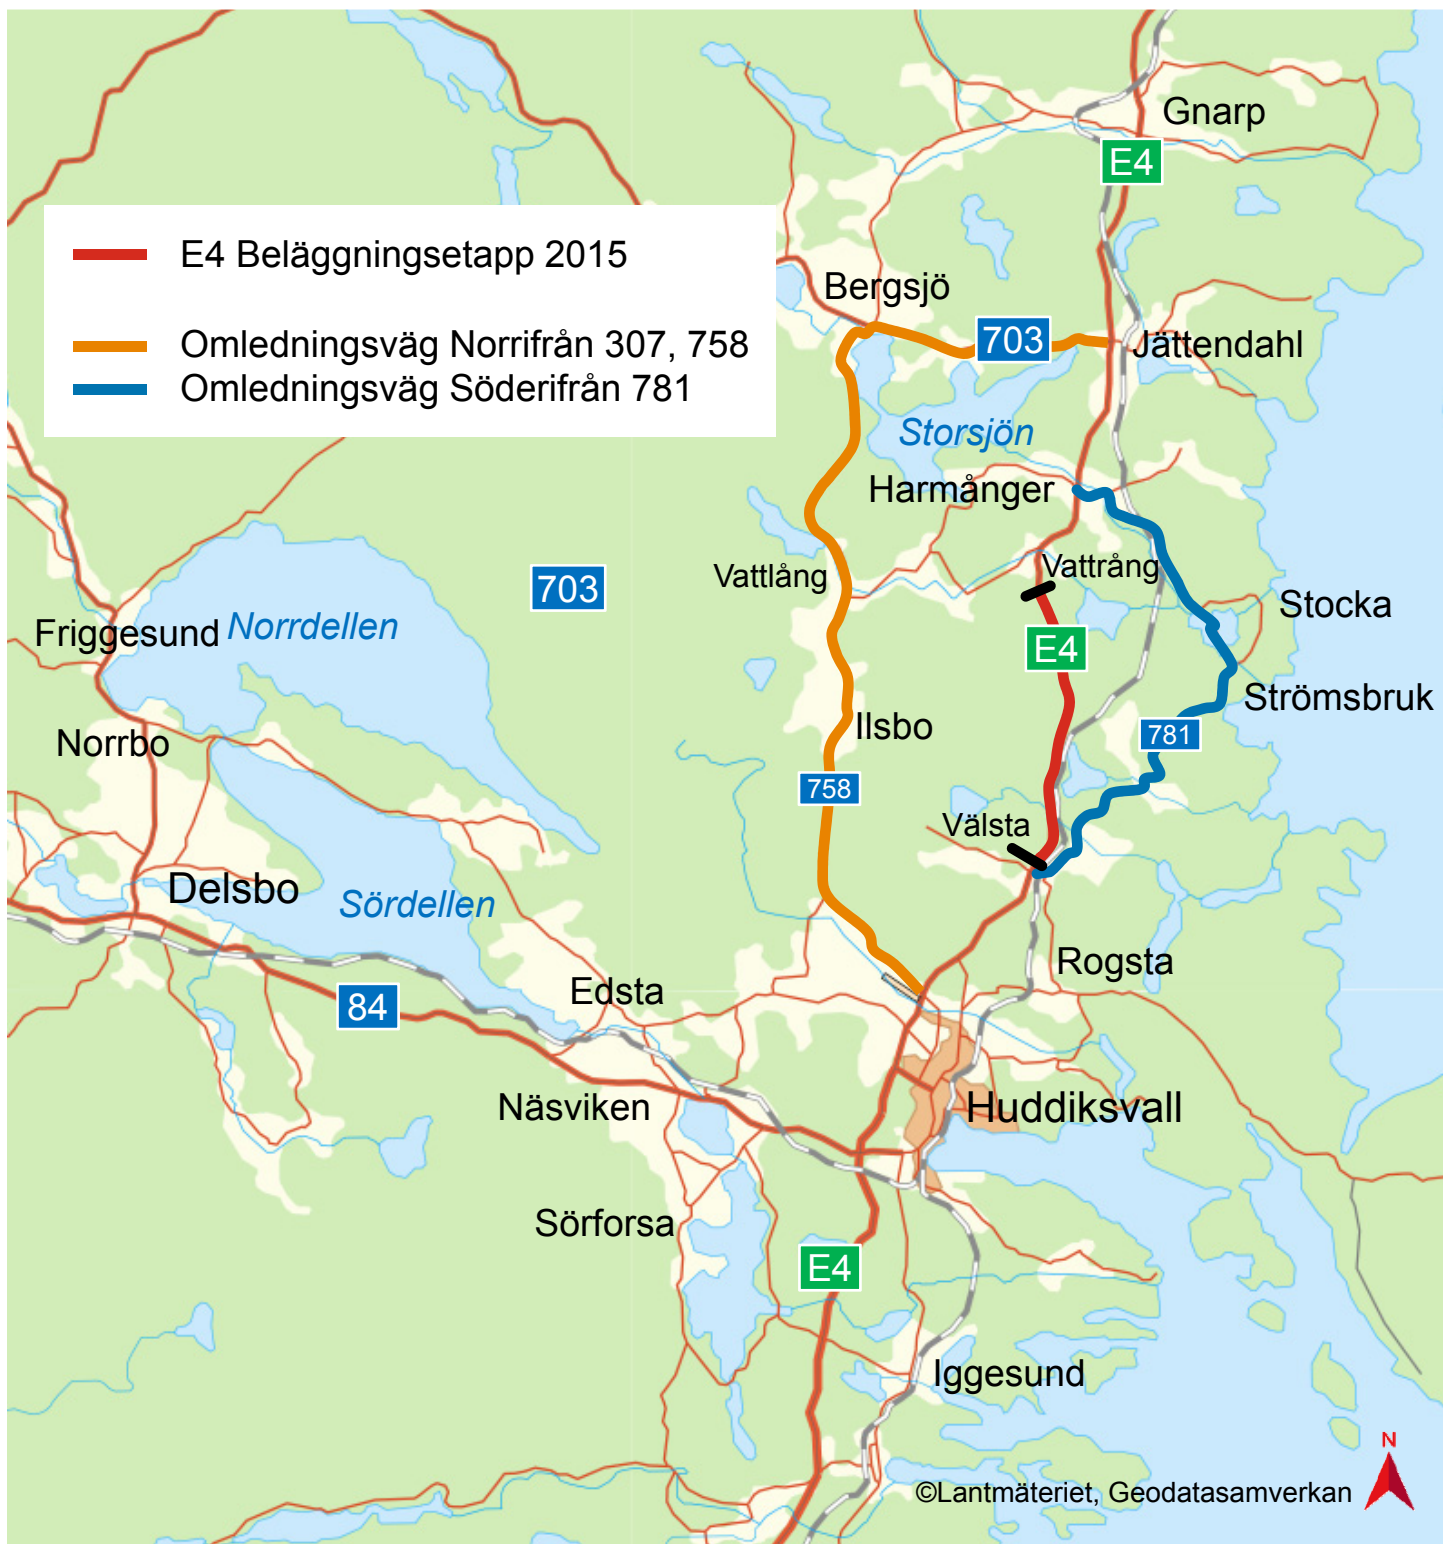 Gnarp
E4
E4 Beläggningsetapp 2015
Bergsjö
Omledningsväg Norrifrån 307, 758
703
Jättendahl
Omledningsväg Söderifrån 781
Storsjön
Harmånger
Vattrång
Vattlång
703
Stocka
Friggesund
Norrdellen
E4
Strömsbruk
Ilsbo
781
Norrbo
758
Välsta
Delsbo
Sördellen
Rogsta
Edsta
84
Näsviken
Huddiksvall
Sörforsa
E4
Iggesund
N
©Lantmäteriet, Geodatasamverkan